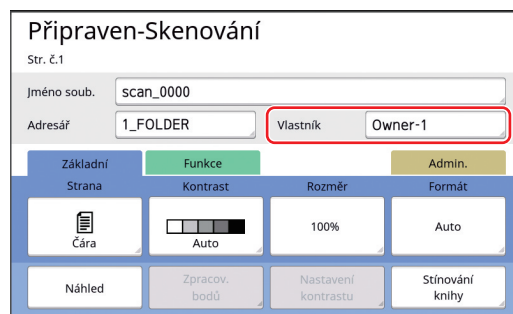 Připraven-Skenování
Str. č.1
Jméno soub. scan_0000
Adresář 1_FOLDER Vlastník Owner-1
Základní Funkce Admin.
Strana Kontrast Rozměr Formát
Čára Auto 100% Auto
Náhled Zpracov. bodů Nastavení kontrastu Stínování knihy